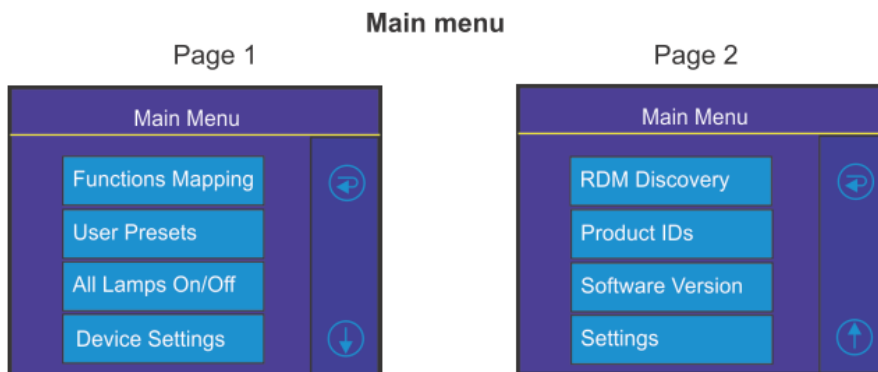 Main menu
Page 1
Page 2
Main Menu
Functions Mapping
User Presets
All Lamps On/Off
Device Settings
Main Menu
RDM Discovery
Product IDs
Software Version
Settings